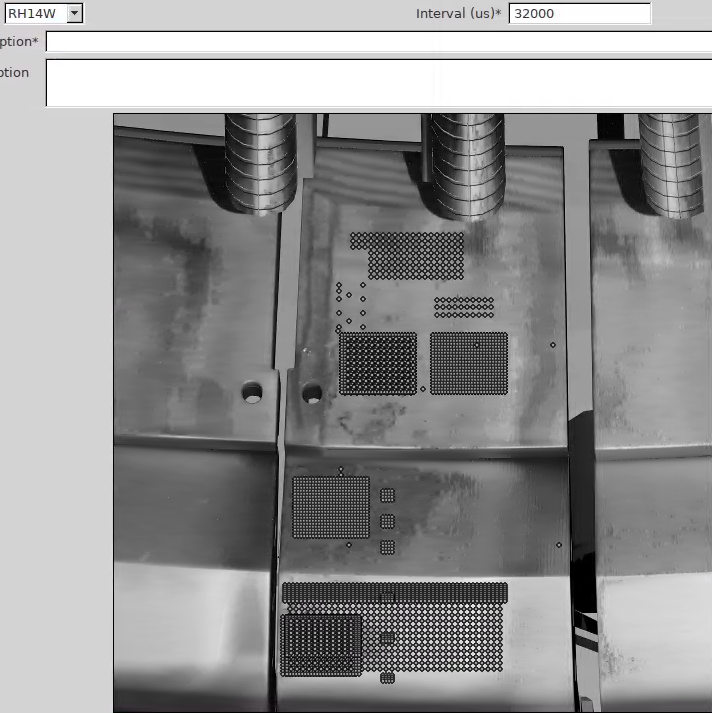 RH14W Interval (us)* 32000
ption*
otion